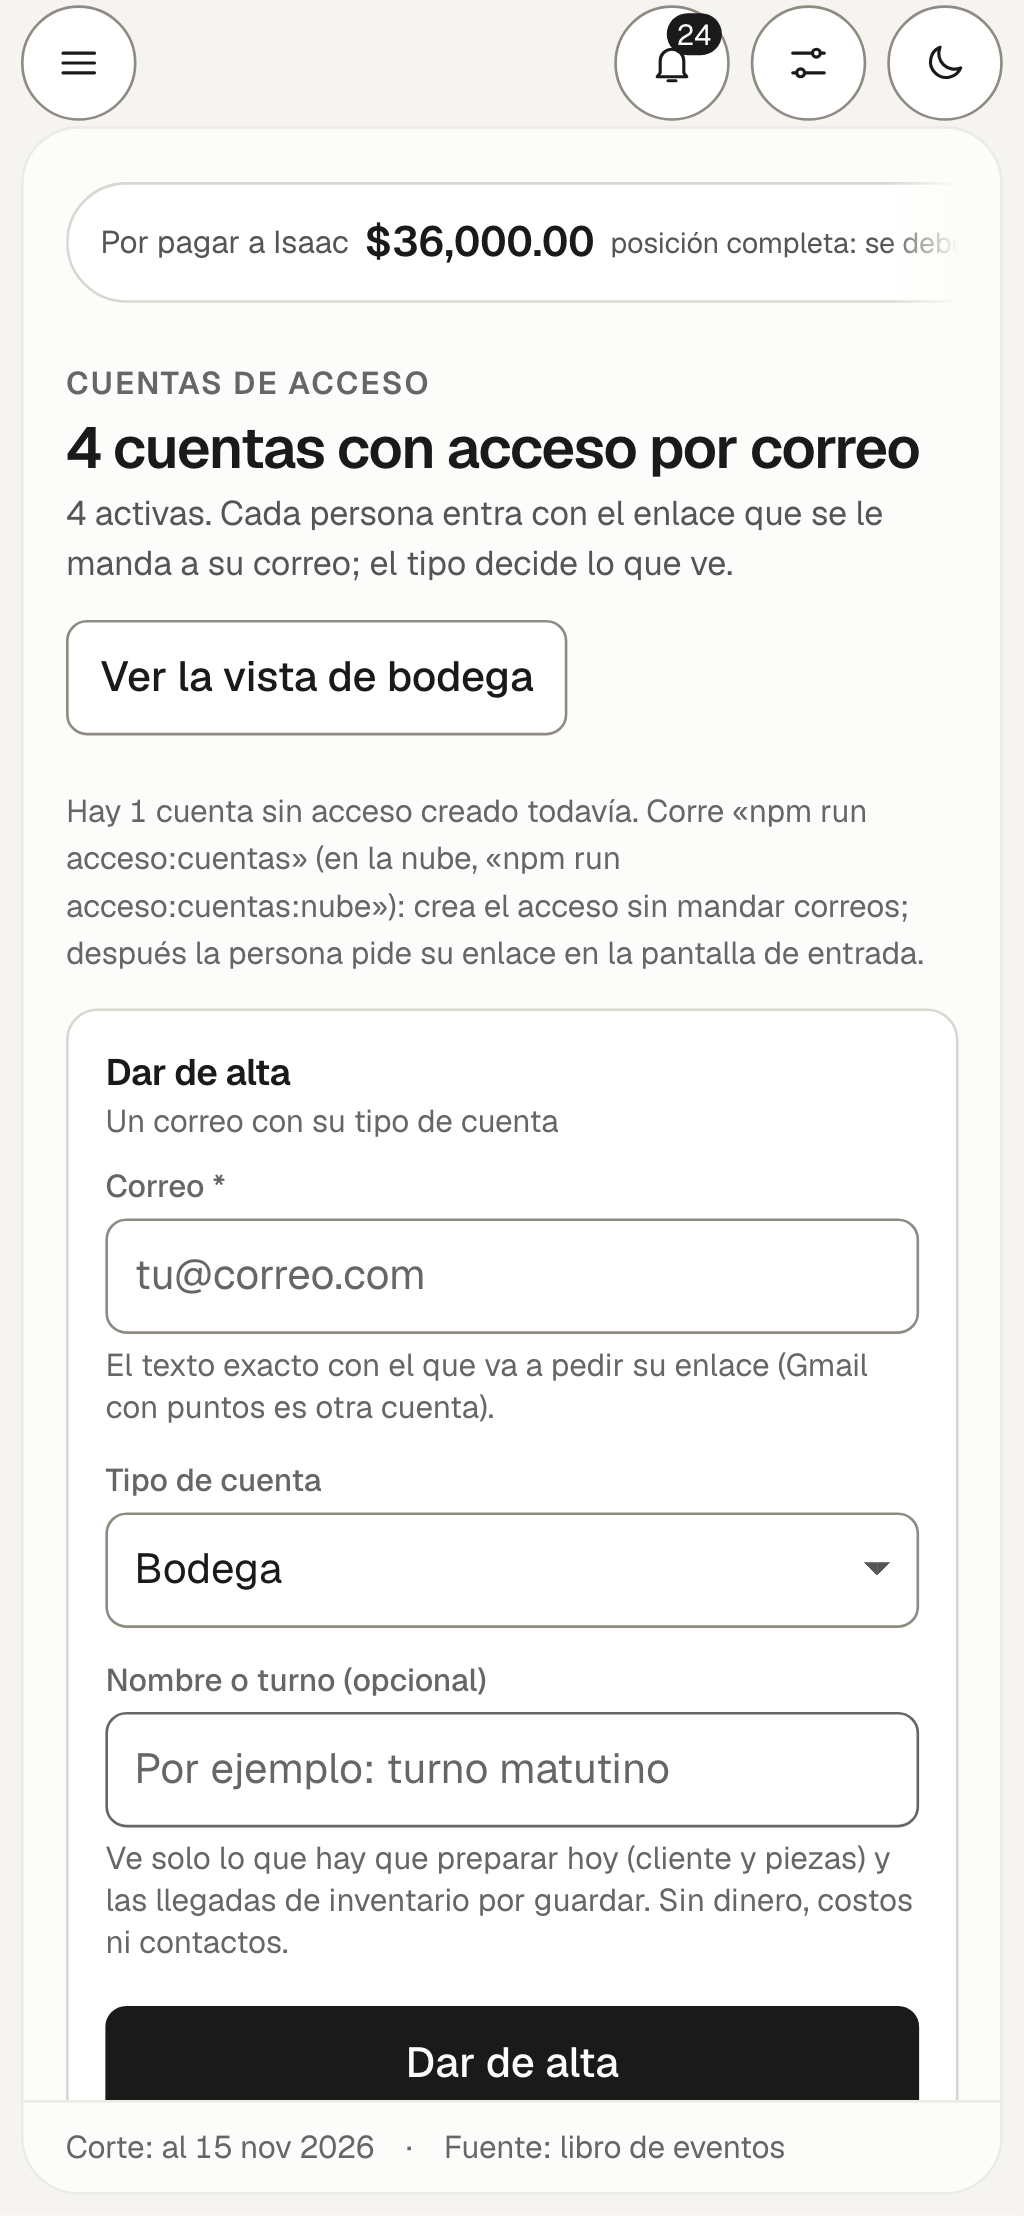 24
Por pagar a Isaac $36,000.00 posición completa: se debe
CUENTAS DE ACCESO
4 cuentas con acceso por correo
4 activas. Cada persona entra con el enlace que se le
manda a su correo; el tipo decide lo que ve.
Ver la vista de bodega
Hay 1 cuenta sin acceso creado todavía. Corre «npm run
acceso:cuentas» (en la nube, «npm run
acceso:cuentas:nube»): crea el acceso sin mandar correos;
después la persona pide su enlace en la pantalla de entrada.
Dar de alta
Un correo con su tipo de cuenta
Correo *
tu@correo.com
El texto exacto con el que va a pedir su enlace (Gmail
con puntos es otra cuenta).
Tipo de cuenta
Bodega
Nombre o turno (opcional)
Por ejemplo: turno matutino
Ve solo lo que hay que preparar hoy (cliente y piezas) y
las llegadas de inventario por guardar. Sin dinero, costos
ni contactos.
Dar de alta
Corte: al 15 nov 2026 · Fuente: libro de eventos